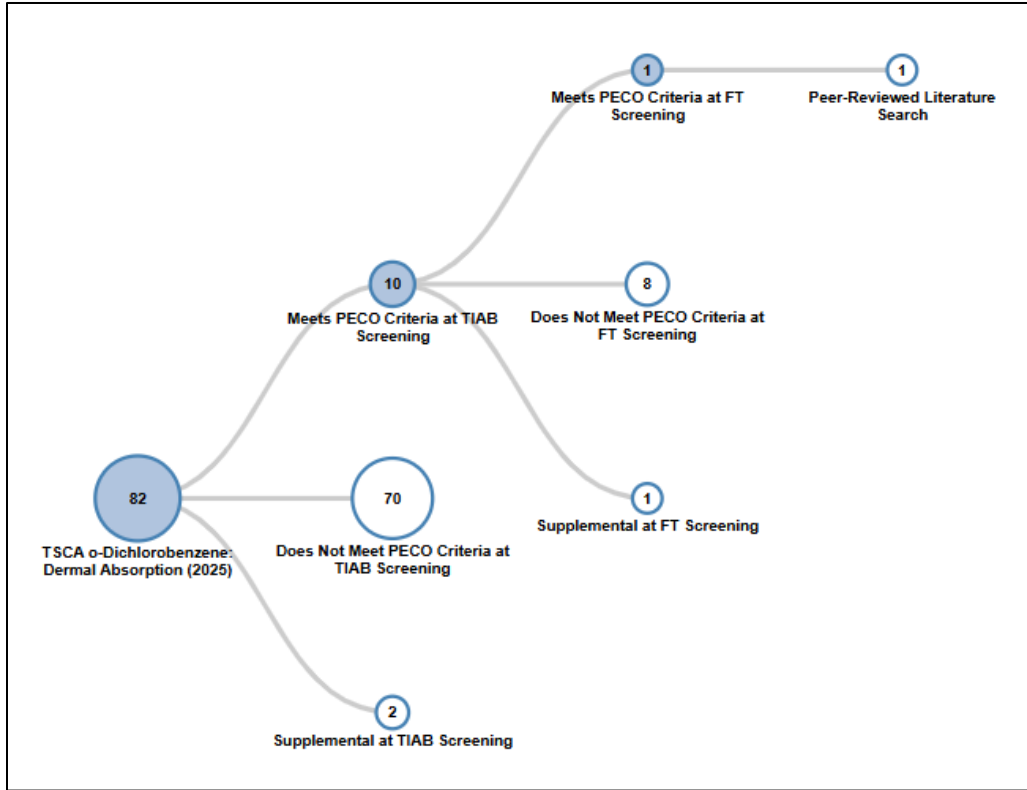 1
Meets PECO Criteria at FT
Screening
1
Peer-Reviewed Literature
Search
10
Meets PECO Criteria at TIAB
Screening
8
Does Not Meet PECO Criteria at
FT Screening
82
TSCA o-Dichlorobenzene:
Dermal Absorption (2025)
70
Does Not Meet PECO Criteria at
TIAB Screening
1
Supplemental at FT Screening
2
Supplemental at TIAB Screening